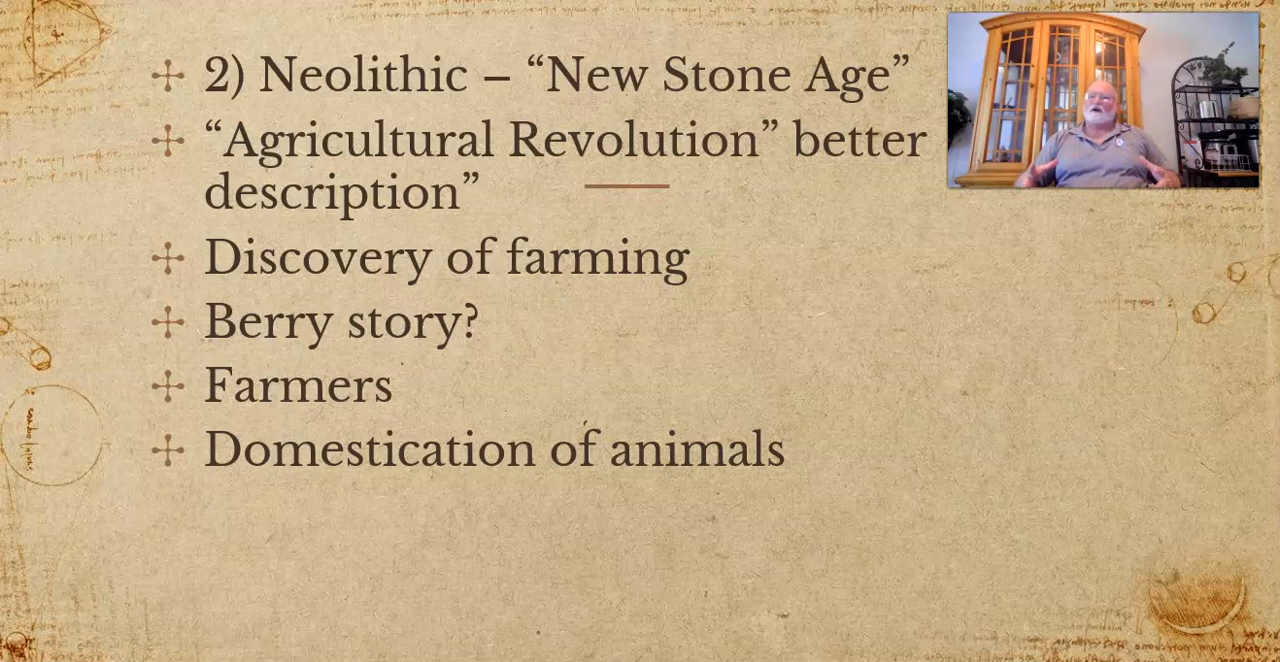 2) Neolithic – “New Stone Age”
“Agricultural Revolution” better
description”
Discovery of farming
Berry story?
Farmers
Domestication of animals